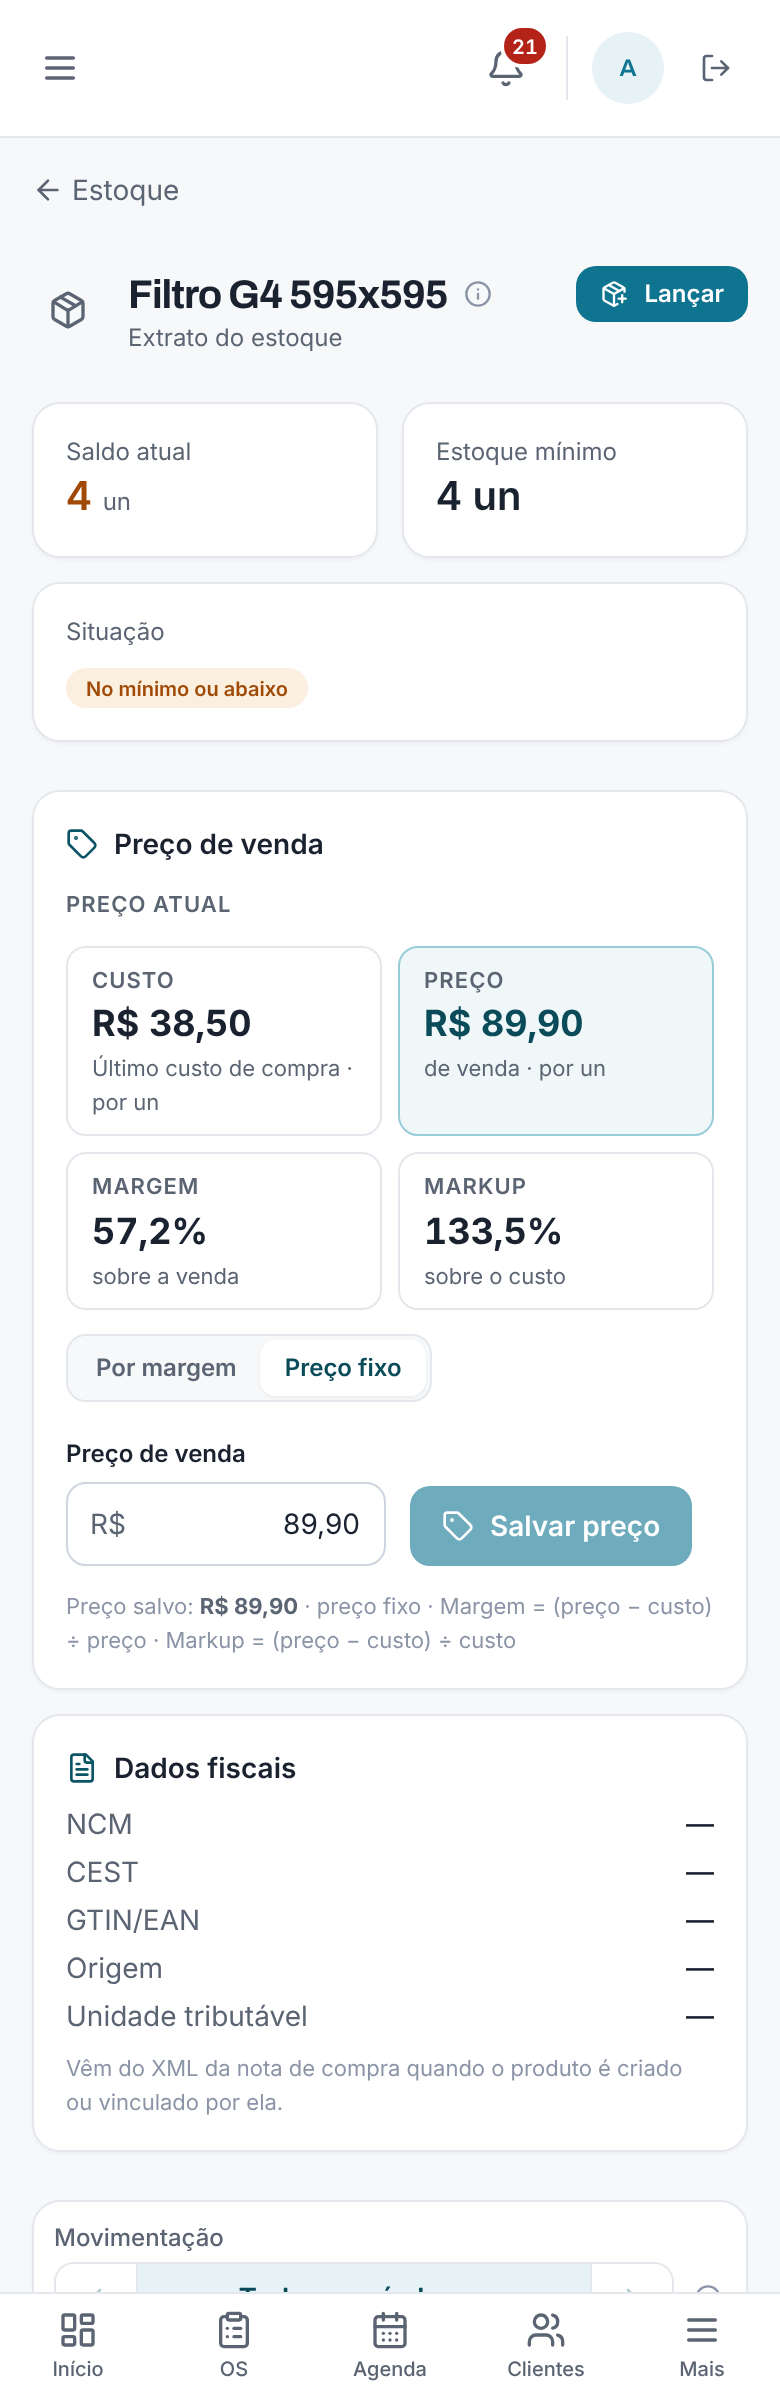 21
A
Estoque
Filtro G4 595x595
Lançar
Extrato do estoque
Saldo atual
4 un
Estoque mínimo
4 un
Situação
No mínimo ou abaixo
Preço de venda
PREÇO ATUAL
CUSTO
R$ 38,50
Último custo de compra ·
por un
PREÇO
R$ 89,90
de venda · por un
MARGEM
57,2%
sobre a venda
MARKUP
133,5%
sobre o custo
Por margem
Preço fixo
Preço de venda
R$ 89,90
Salvar preço
Preço salvo: R$ 89,90 · preço fixo · Margem = (preço − custo)
÷ preço · Markup = (preço − custo) ÷ custo
Dados fiscais
NCM —
CEST —
GTIN/EAN —
Origem —
Unidade tributável —
Vêm do XML da nota de compra quando o produto é criado
ou vinculado por ela.
Movimentação
Início
OS
Agenda
Clientes
Mais